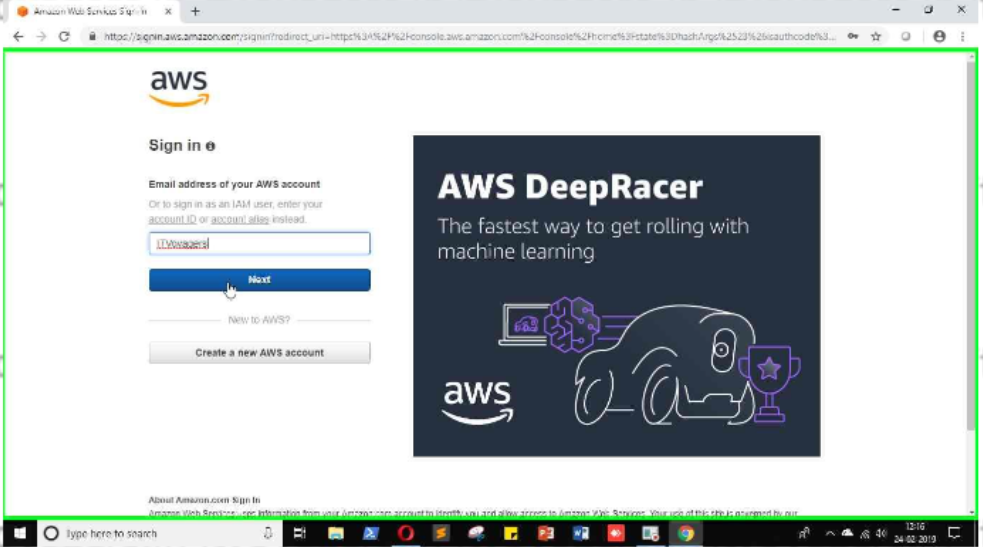 Amazon Web Services Sign-In
https://signin.aws.amazon.com/signin?redirect_uri=https%3A%2F%2Fconsole.aws.amazon.com%2Fconsole%2Fhome%3Fstate%3DhashArgs%2523%26isauthcode%3...
aws
Sign in
Email address of your AWS account
Or to sign in as an IAM user, enter your
account ID or account alias instead.
ITVoyagers
Next
New to AWS?
Create a new AWS account
AWS DeepRacer
The fastest way to get rolling with
machine learning
aws
About Amazon.com Sign In
Amazon Web Services uses information from your Amazon.com account to identify you and allow access to Amazon Web Services. Your use of this site is governed by our
Type here to search
12:16
24-02-2019